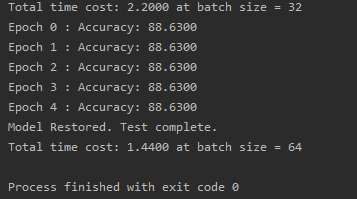 Total time cost: 2.2000 at batch size = 32
Epoch 0 : Accuracy: 88.6300
Epoch 1 : Accuracy: 88.6300
Epoch 2 : Accuracy: 88.6300
Epoch 3 : Accuracy: 88.6300
Epoch 4 : Accuracy: 88.6300
Model Restored. Test complete.
Total time cost: 1.4400 at batch size = 64
Process finished with exit code 0